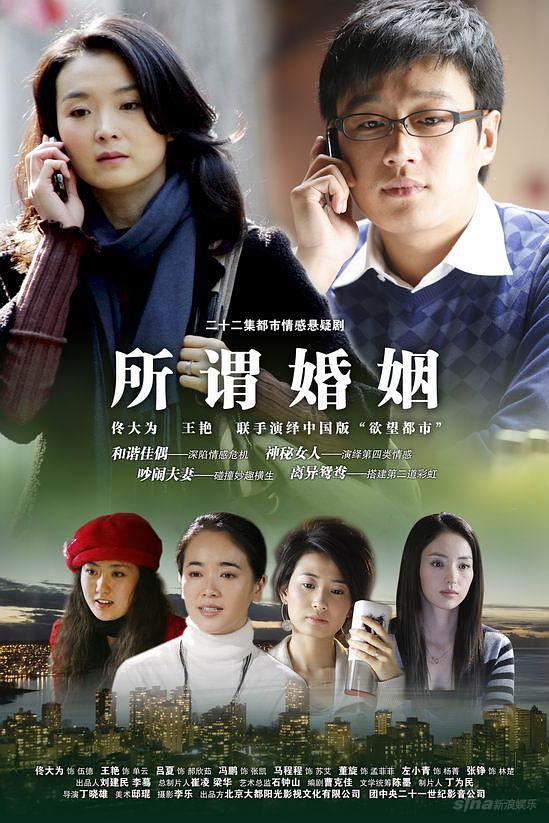 二十二集都市情感悬疑剧
所谓婚姻
佟大为 王艳 联手演绎中国版“欲望都市”
和谐佳偶——深陷情感危机 神秘女人——演绎第四类情感
吵闹夫妻——碰撞妙趣横生 离异鸳鸯——搭建第二道彩虹
佟大为 饰 伍德 王艳 饰 单云 吕夏 饰 郝欣茹 冯鹏 饰 张凯 马程程 饰 苏艾 董旋 饰 孟菲菲 左小青 饰 杨菁 张铮 饰 林楚
出品人 刘建民 李蓦 总制片人 崔凌 梁华 艺术总监 石钟山 编剧 曹克佳 文学统筹 陈墨 制片人 丁为民
导演 丁晓雄 美术 邸琨 摄影 李乐 出品方 北京大都阳光影视文化有限公司 团中央二十一世纪影音公司
sina新浪娱乐